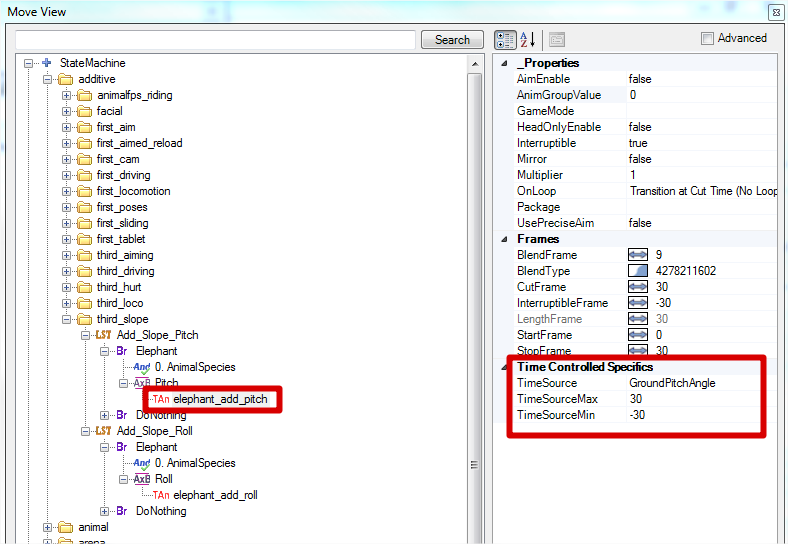 Move View
Search
Advanced
StateMachine
additive
animalfps_riding
facial
first_aim
first_aimed_reload
first_cam
first_driving
first_locomotion
first_poses
first_sliding
first_tablet
third_aiming
third_driving
third_hurt
third_loco
third_slope
LST Add_Slope_Pitch
Br Elephant
And 0. AnimalSpecies
AxB Pitch
TAn elephant_add_pitch
Br DoNothing
LST Add_Slope_Roll
Br Elephant
And 0. AnimalSpecies
AxB Roll
TAn elephant_add_roll
Br DoNothing
animal
arena
_Properties
AimEnable false
AnimGroupValue 0
GameMode
HeadOnlyEnable false
Interruptible true
Mirror false
Multiplier 1
OnLoop Transition at Cut Time (No Loop
Package
UsePreciseAim false
Frames
BlendFrame 9
BlendType 4278211602
CutFrame 30
InterruptibleFrame -30
LengthFrame 30
StartFrame 0
StopFrame 30
Time Controlled Specifics
TimeSource GroundPitchAngle
TimeSourceMax 30
TimeSourceMin -30